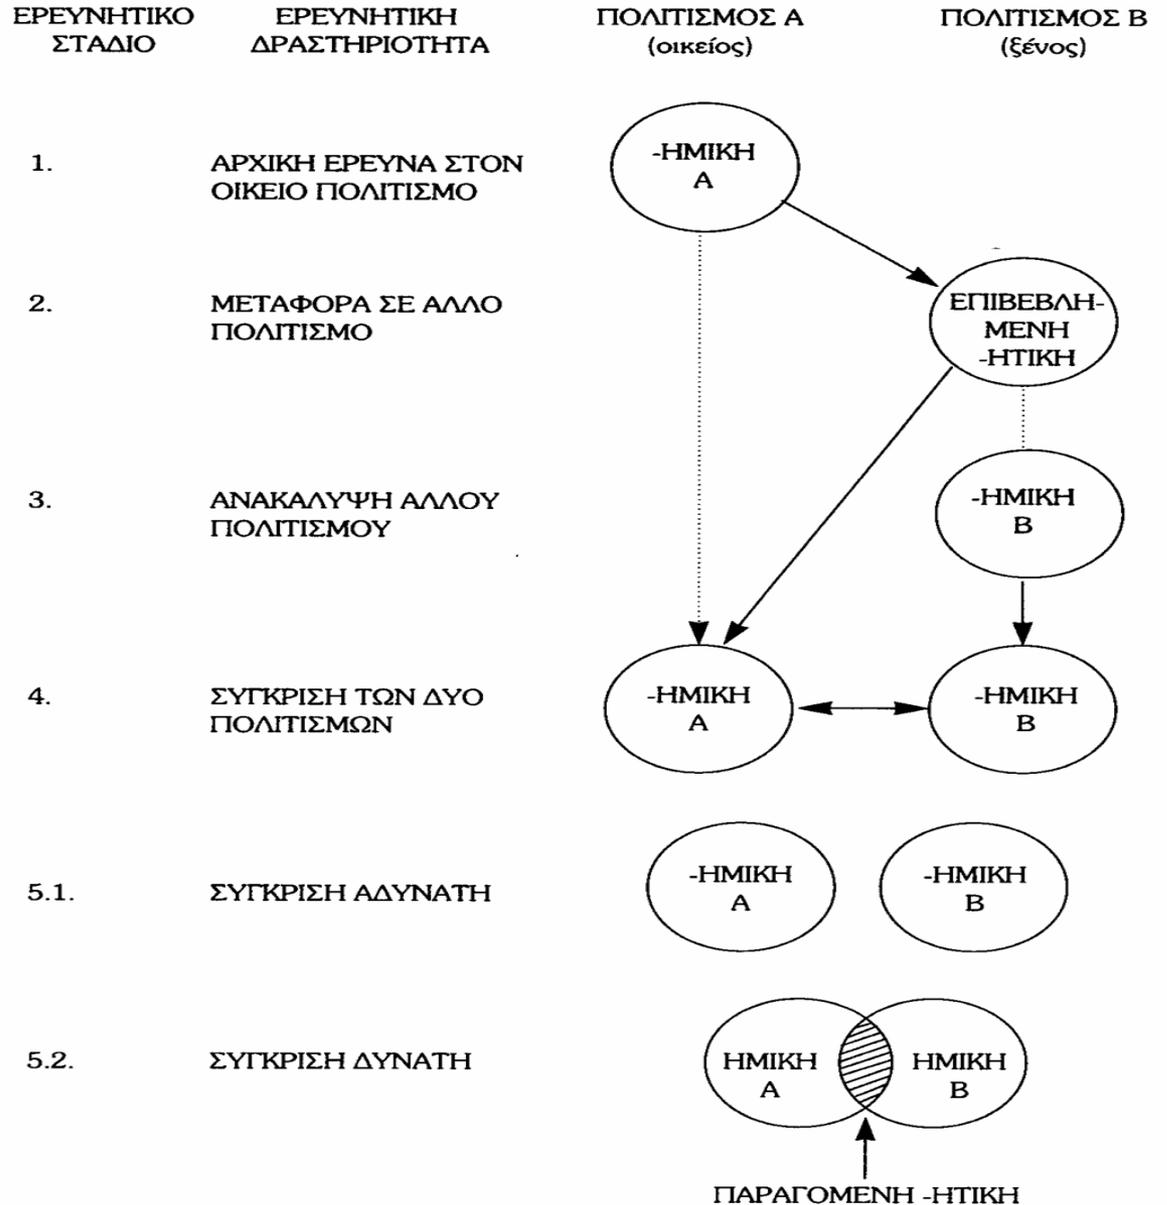 ΕΡΕΥΝΗΤΙΚΟ
ΣΤΑΔΙΟ
ΕΡΕΥΝΗΤΙΚΗ
ΔΡΑΣΤΗΡΙΟΤΗΤΑ
ΠΟΛΙΤΙΣΜΟΣ Α
(οικείος)
ΠΟΛΙΤΙΣΜΟΣ Β
(ξένος)
1.
ΑΡΧΙΚΗ ΕΡΕΥΝΑ ΣΤΟΝ
ΟΙΚΕΙΟ ΠΟΛΙΤΙΣΜΟ
-ΗΜΙΚΗ
Α
2.
ΜΕΤΑΦΟΡΑ ΣΕ ΑΛΛΟ
ΠΟΛΙΤΙΣΜΟ
ΕΠΙΒΕΒΛΗ-
ΜΕΝΗ
-ΗΤΙΚΗ
3.
ΑΝΑΚΑΛΥΨΗ ΑΛΛΟΥ
ΠΟΛΙΤΙΣΜΟΥ
-ΗΜΙΚΗ
Β
4.
ΣΥΓΚΡΙΣΗ ΤΩΝ ΔΥΟ
ΠΟΛΙΤΙΣΜΩΝ
-ΗΜΙΚΗ
Α
-ΗΜΙΚΗ
Β
5.1.
ΣΥΓΚΡΙΣΗ ΑΔΥΝΑΤΗ
-ΗΜΙΚΗ
Α
-ΗΜΙΚΗ
Β
5.2.
ΣΥΓΚΡΙΣΗ ΔΥΝΑΤΗ
ΗΜΙΚΗ
Α
ΗΜΙΚΗ
Β
ΠΑΡΑΓΟΜΕΝΗ -ΗΤΙΚΗ